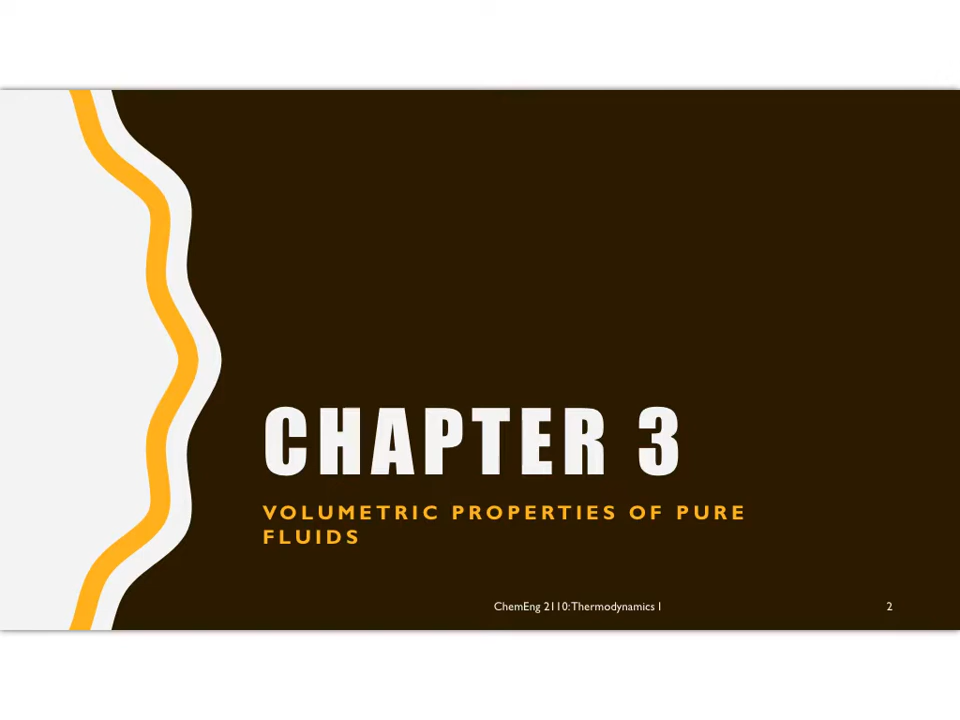 CHAPTER 3
VOLUMETRIC PROPERTIES OF PURE
FLUIDS
ChemEng 2110: Thermodynamics I
2